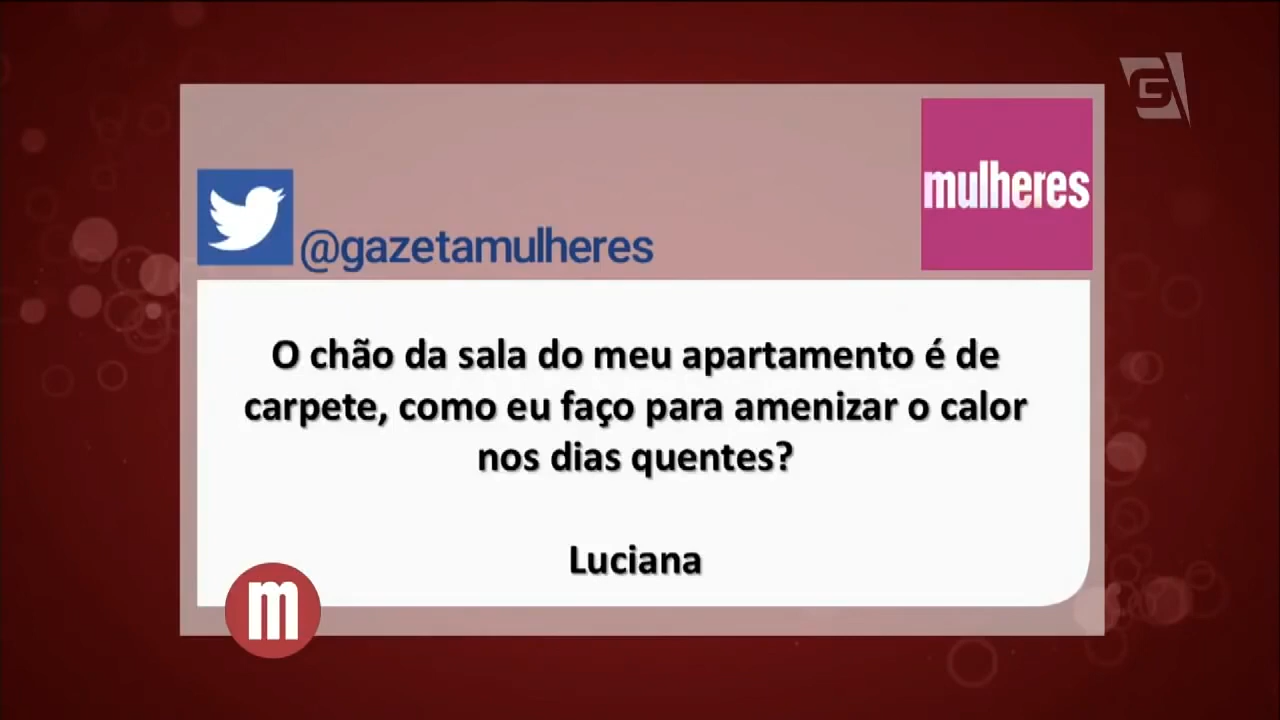 G
mulheres
@gazetamulheres
O chão da sala do meu apartamento é de
carpete, como eu faço para amenizar o calor
nos dias quentes?
Luciana
m